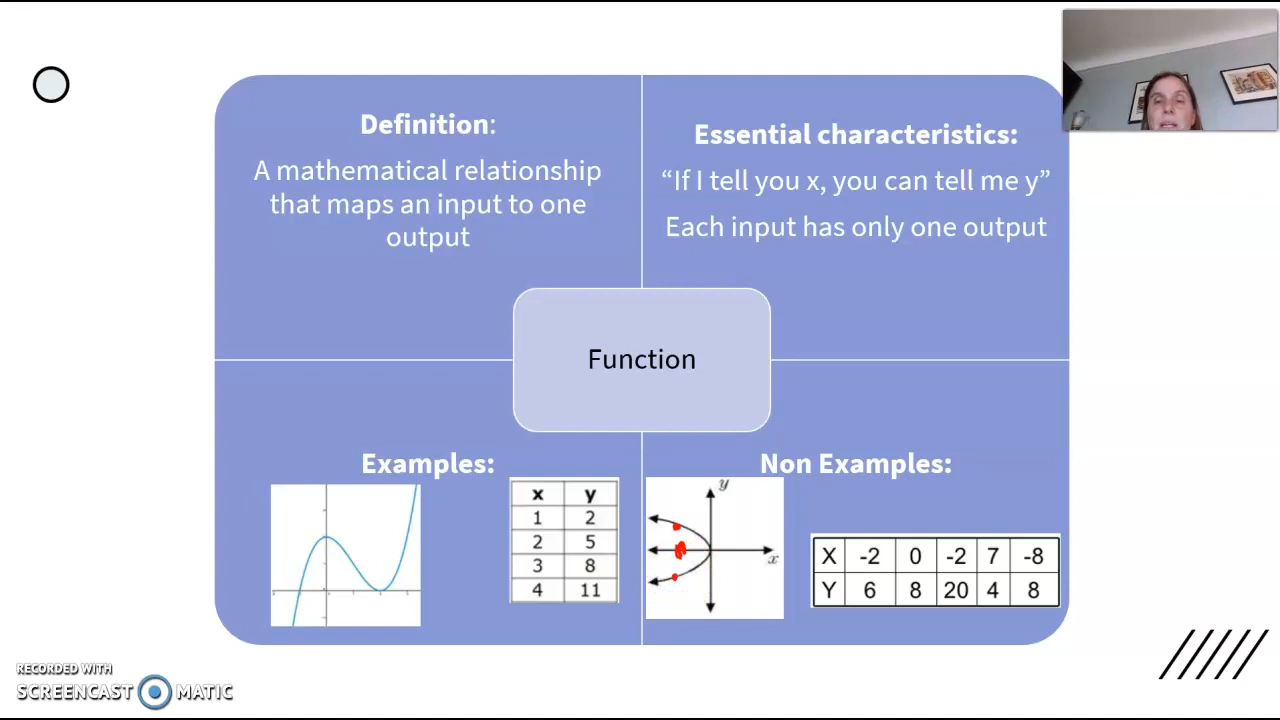 Definition:
A mathematical relationship
that maps an input to one
output
Essential characteristics:
“If I tell you x, you can tell me y”
Each input has only one output
Function
Examples:
x y
1 2
2 5
3 8
4 11
Non Examples:
y
x
X -2 0 -2 7 -8
Y 6 8 20 4 8
RECORDED WITH
SCREENCAST MATIC